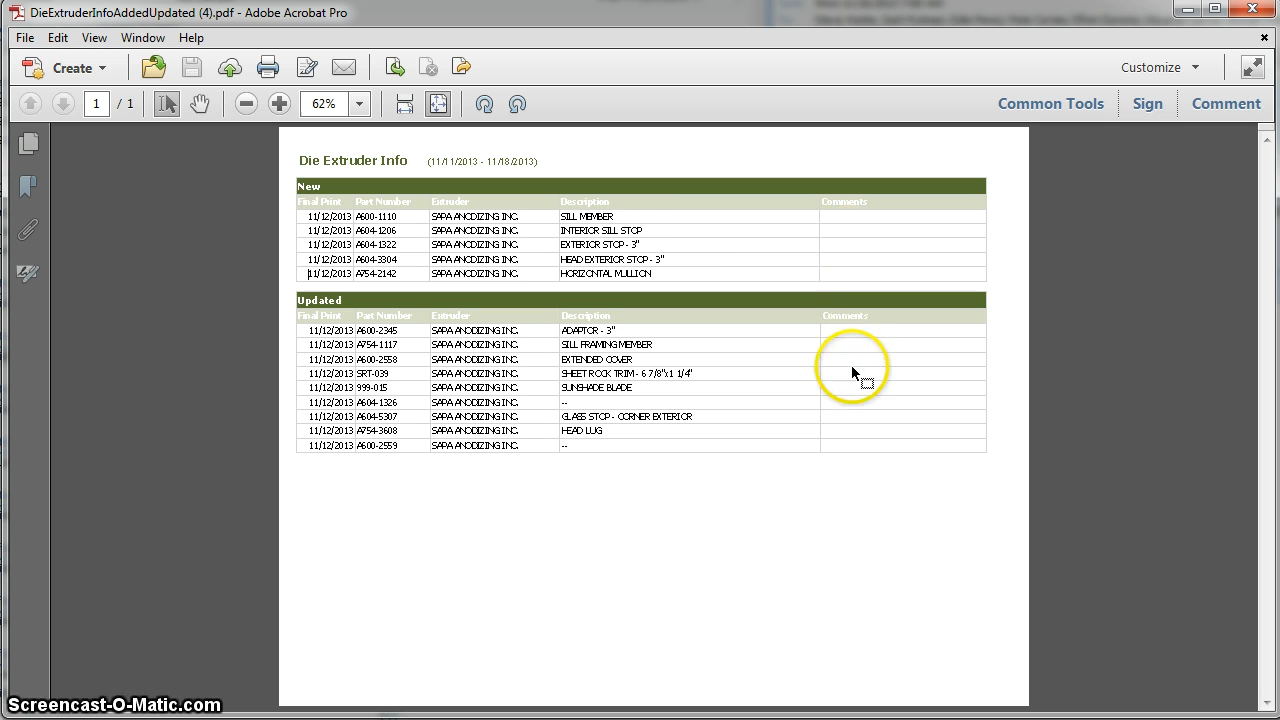 DieExtruderInfoAddedUpdated (4).pdf - Adobe Acrobat Pro
File Edit View Window Help
Create Customize
1 / 1 62% Common Tools Sign Comment
Die Extruder Info (11/11/2013 - 11/18/2013)
New
Final Print Part Number Extruder Description Comments
11/12/2013 A600-1110 SAPA ANODIZING INC. SILL MEMBER
11/12/2013 A604-1206 SAPA ANODIZING INC. INTERIOR SILL STOP
11/12/2013 A604-1322 SAPA ANODIZING INC. EXTERIOR STOP - 3"
11/12/2013 A604-3304 SAPA ANODIZING INC. HEAD EXTERIOR STOP - 3"
11/12/2013 A754-2142 SAPA ANODIZING INC. HORIZONTAL MULLION
Updated
Final Print Part Number Extruder Description Comments
11/12/2013 A600-2345 SAPA ANODIZING INC. ADAPTOR - 3"
11/12/2013 A754-1117 SAPA ANODIZING INC. SILL FRAMING MEMBER
11/12/2013 A600-2558 SAPA ANODIZING INC. EXTENDED COVER
11/12/2013 SRT-039 SAPA ANODIZING INC. SHEET ROCK TRIM - 6 7/8"x1 1/4"
11/12/2013 999-015 SAPA ANODIZING INC. SUNSHADE BLADE
11/12/2013 A604-1326 SAPA ANODIZING INC. --
11/12/2013 A604-5307 SAPA ANODIZING INC. GLASS STOP - CORNER EXTERIOR
11/12/2013 A754-3608 SAPA ANODIZING INC. HEAD LUG
11/12/2013 A600-2559 SAPA ANODIZING INC. --
Screencast-O-Matic.com